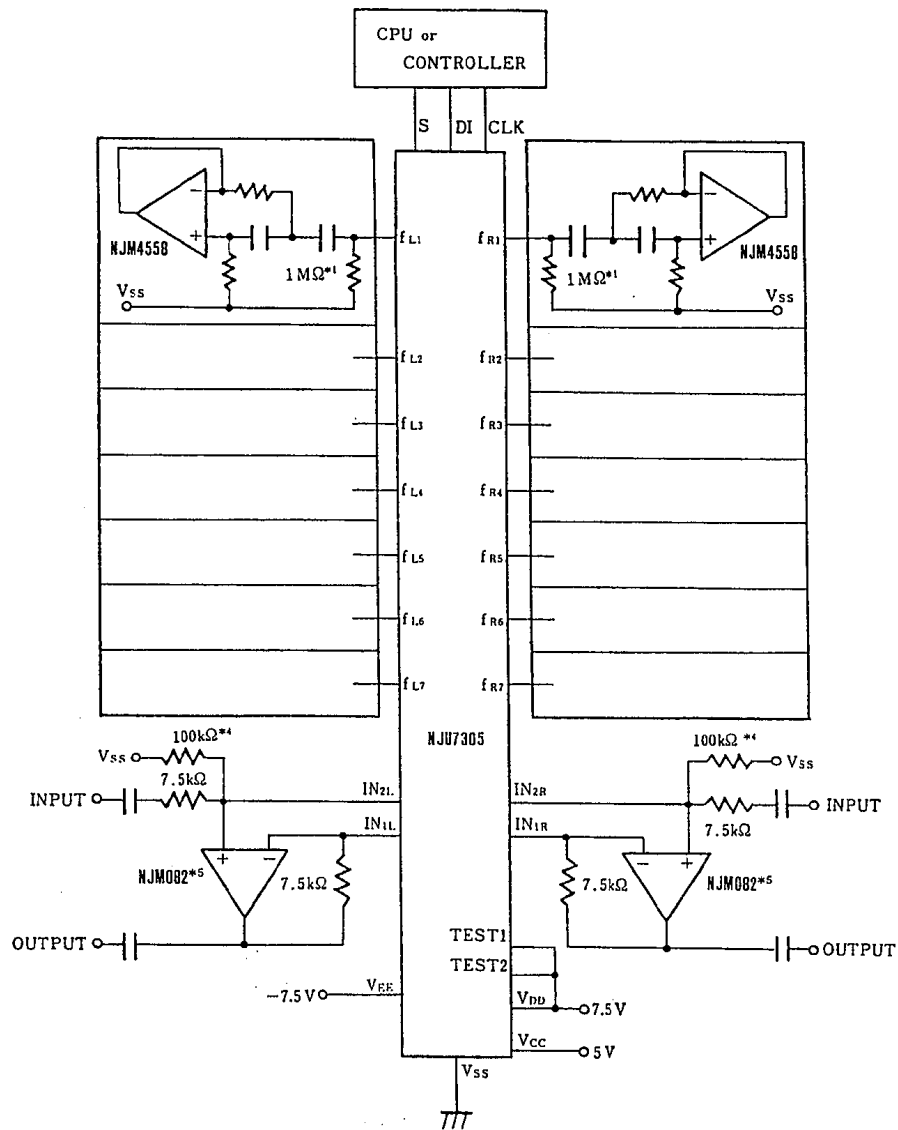 CPU or
CONTROLLER
S DI CLK
NJM4558
fL1
1MΩ*1
VSS
fR1
1MΩ*1
NJM4558
VSS
fL2
fR2
fL3
fR3
fL4
fR4
fL5
fR5
fL6
fR6
fL7
fR7
NJU7305
100kΩ*4
VSS
7.5kΩ
INPUT
IN2L
IN1L
NJM082*5
7.5kΩ
OUTPUT
100kΩ*4
VSS
IN2R
INPUT
7.5kΩ
IN1R
7.5kΩ
NJM082*5
OUTPUT
TEST1
TEST2
-7.5V
VEE
VDD
7.5V
VCC
5V
VSS